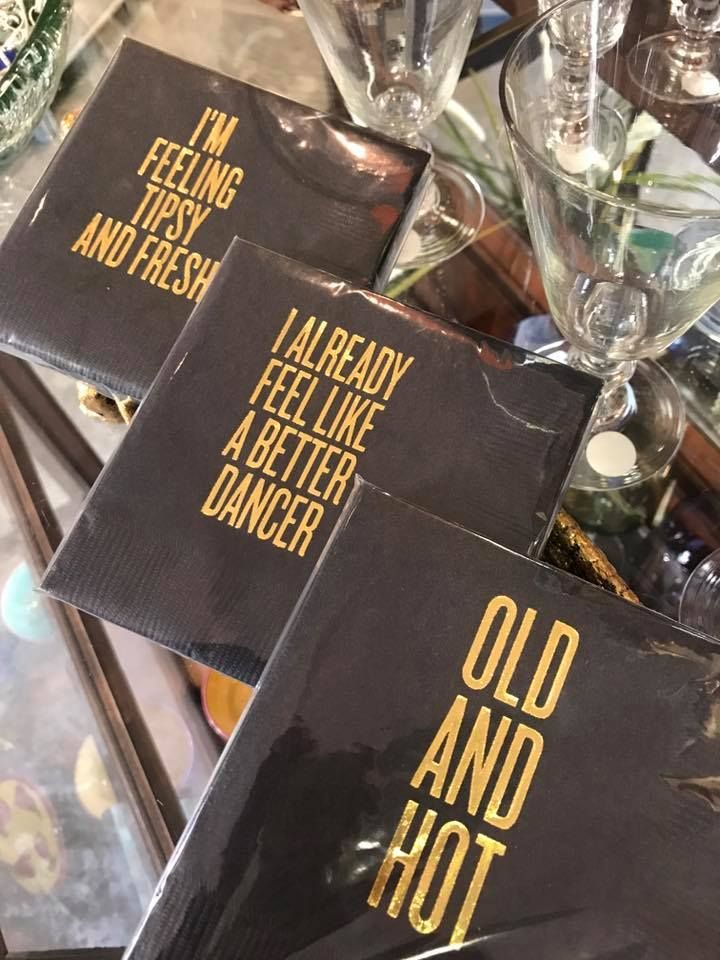 I'M
FEELING
TIPSY
AND FRESH
I ALREADY
FEEL LIKE
A BETTER
DANCER
OLD
AND
HOT